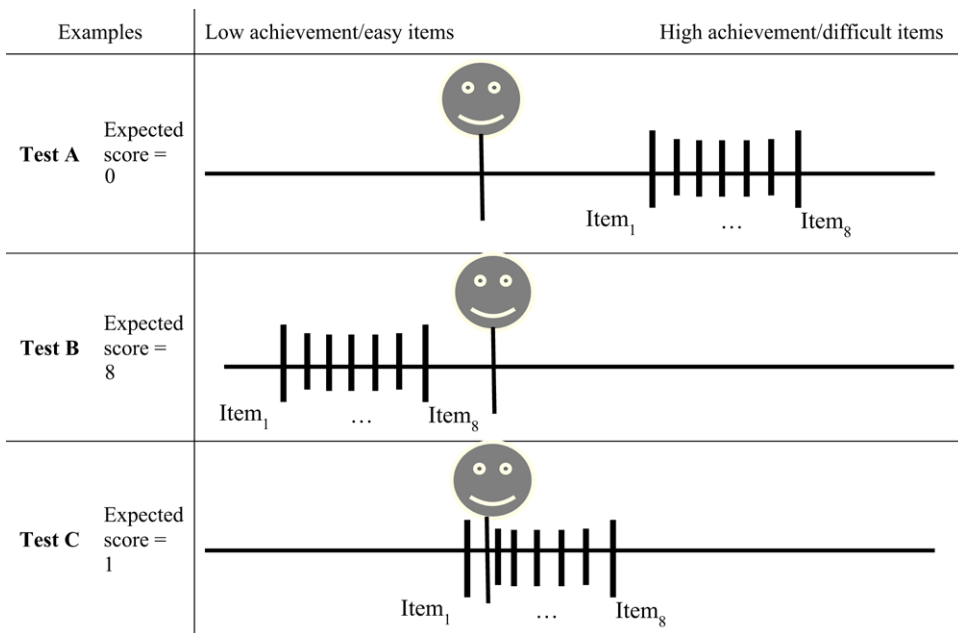 Examples Low achievement/easy items High achievement/difficult items
Expected
Test A score =
0
Item₁ … Item₈
Expected
Test B score =
8
Item₁ … Item₈
Expected
Test C score =
1
Item₁ … Item₈